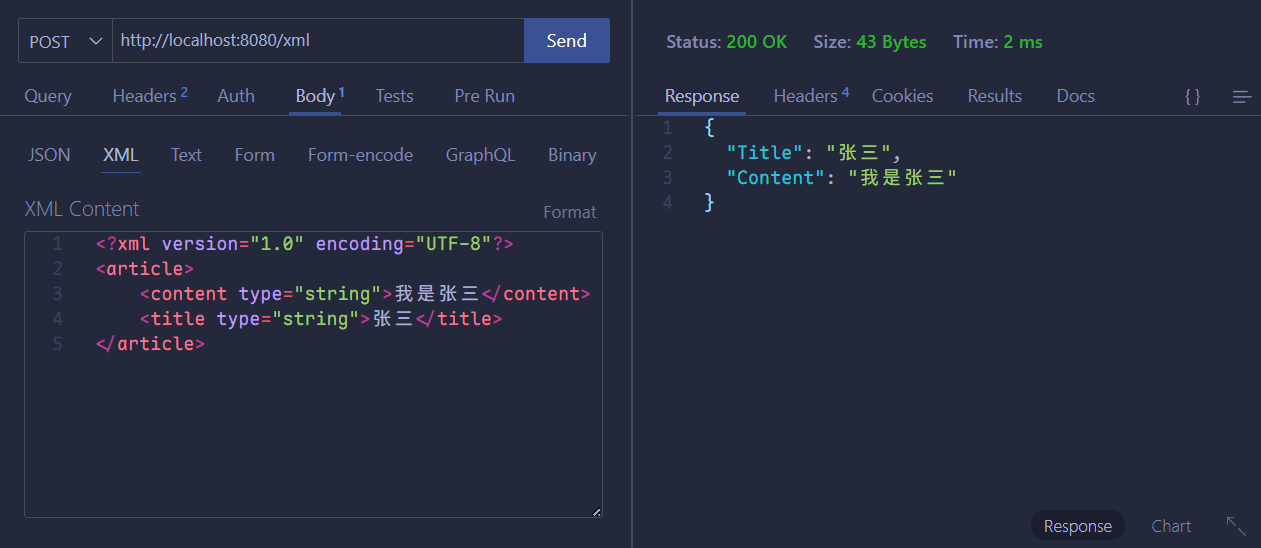 POST http://localhost:8080/xml Send
Query Headers 2 Auth Body 1 Tests Pre Run
JSON XML Text Form Form-encode GraphQL Binary
XML Content Format
1 <?xml version="1.0" encoding="UTF-8"?>
2 <article>
3 <content type="string">我是张三</content>
4 <title type="string">张三</title>
5 </article>
Status: 200 OK Size: 43 Bytes Time: 2 ms
Response Headers 4 Cookies Results Docs { }
1 {
2 "Title": "张三",
3 "Content": "我是张三"
4 }
Response Chart